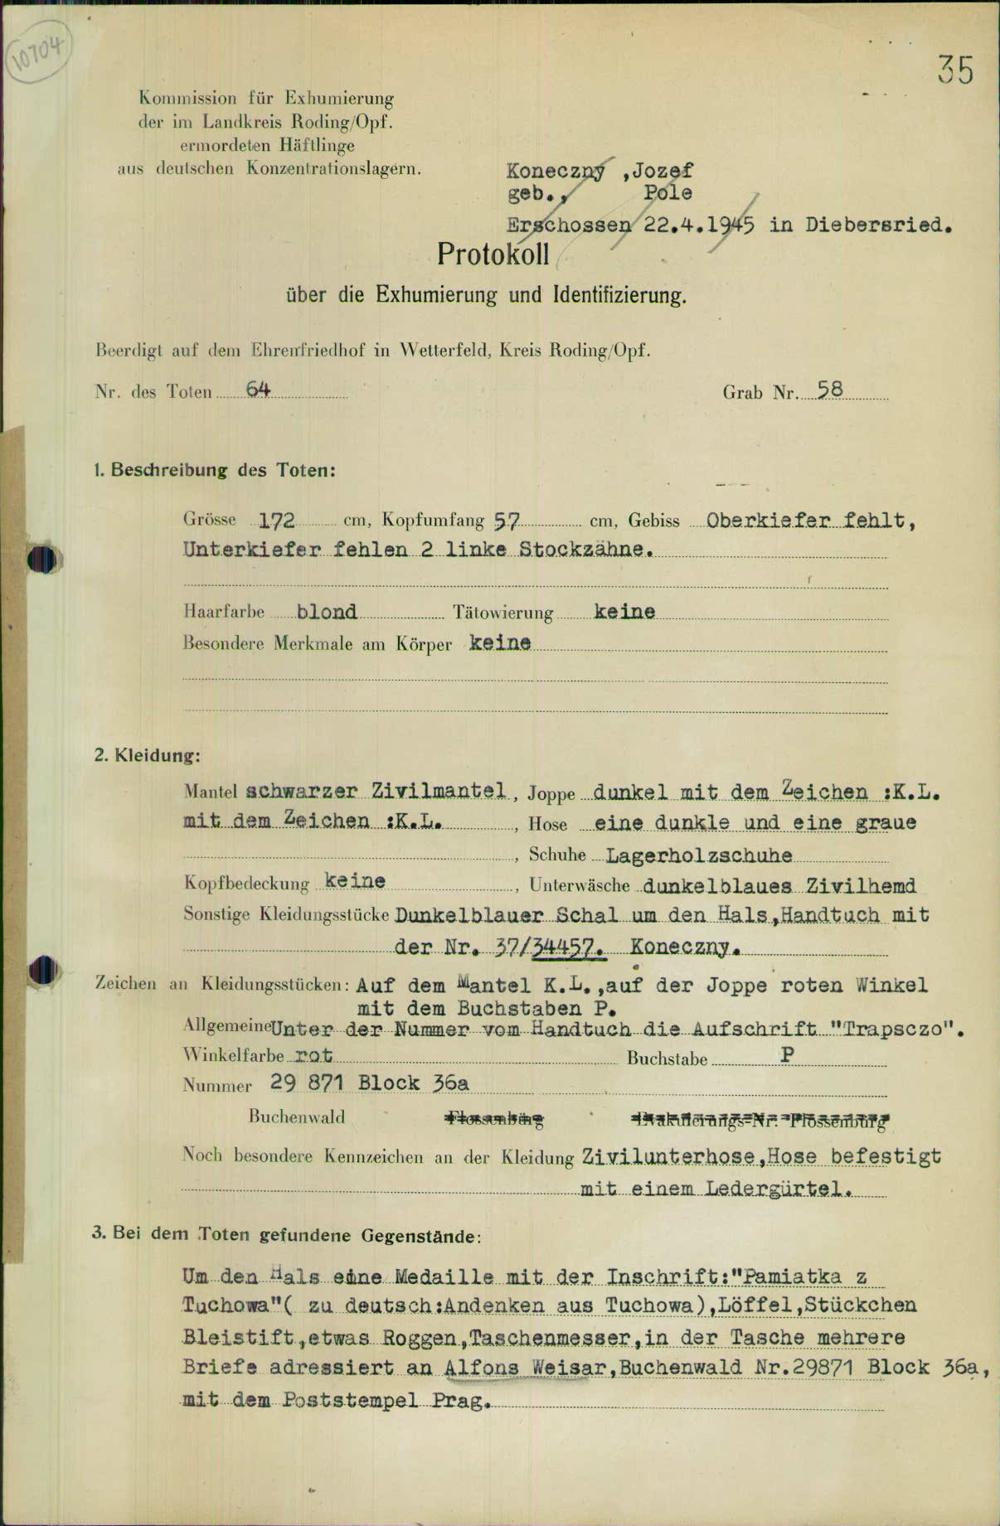 10704
35
Kommission für Exhumierung
der im Landkreis Roding/Opf.
ermordeten Häftlinge
aus deutschen Konzentrationslagern.
Koneczny ,Jozef
geb., Pole
Erschossen 22.4.1945 in Diebersried.
Protokoll
über die Exhumierung und Identifizierung.
Beerdigt auf dem Ehrenfriedhof in Wetterfeld, Kreis Roding/Opf.
Nr. des Toten 64 Grab Nr. 58
1. Beschreibung des Toten:
Grösse 172 cm, Kopfumfang 57 cm, Gebiss Oberkiefer fehlt,
Unterkiefer fehlen 2 linke Stockzähne.
Haarfarbe blond Tätowierung keine
Besondere Merkmale am Körper keine
2. Kleidung:
Mantel schwarzer Zivilmantel , Joppe dunkel mit dem Zeichen :K.L.
mit dem Zeichen :K.L. , Hose eine dunkle und eine graue
, Schuhe Lagerholzschuhe
Kopfbedeckung keine , Unterwäsche dunkelblaues Zivilhemd
Sonstige Kleidungsstücke Dunkelblauer Schal um den Hals,Handtuch mit
der Nr. 37/34457. Koneczny.
Zeichen an Kleidungsstücken: Auf dem Mantel K.L.,auf der Joppe roten Winkel
mit dem Buchstaben P.
Allgemeine Unter der Nummer vom Handtuch die Aufschrift "Trapsczo".
Winkelfarbe rot Buchstabe P
Nummer 29 871 Block 36a
Buchenwald Flossenbürg Inhaftierungs-Nr. Flossenbürg
Noch besondere Kennzeichen an der Kleidung Zivilunterhose,Hose befestigt
mit einem Ledergürtel.
3. Bei dem Toten gefundene Gegenstände:
Um den Hals eine Medaille mit der Inschrift:"Pamiatka z
Tuchowa"( zu deutsch:Andenken aus Tuchowa),Löffel,Stückchen
Bleistift,etwas Roggen,Taschenmesser,in der Tasche mehrere
Briefe adressiert an Alfons Weisar,Buchenwald Nr.29871 Block 36a,
mit dem Poststempel Prag.